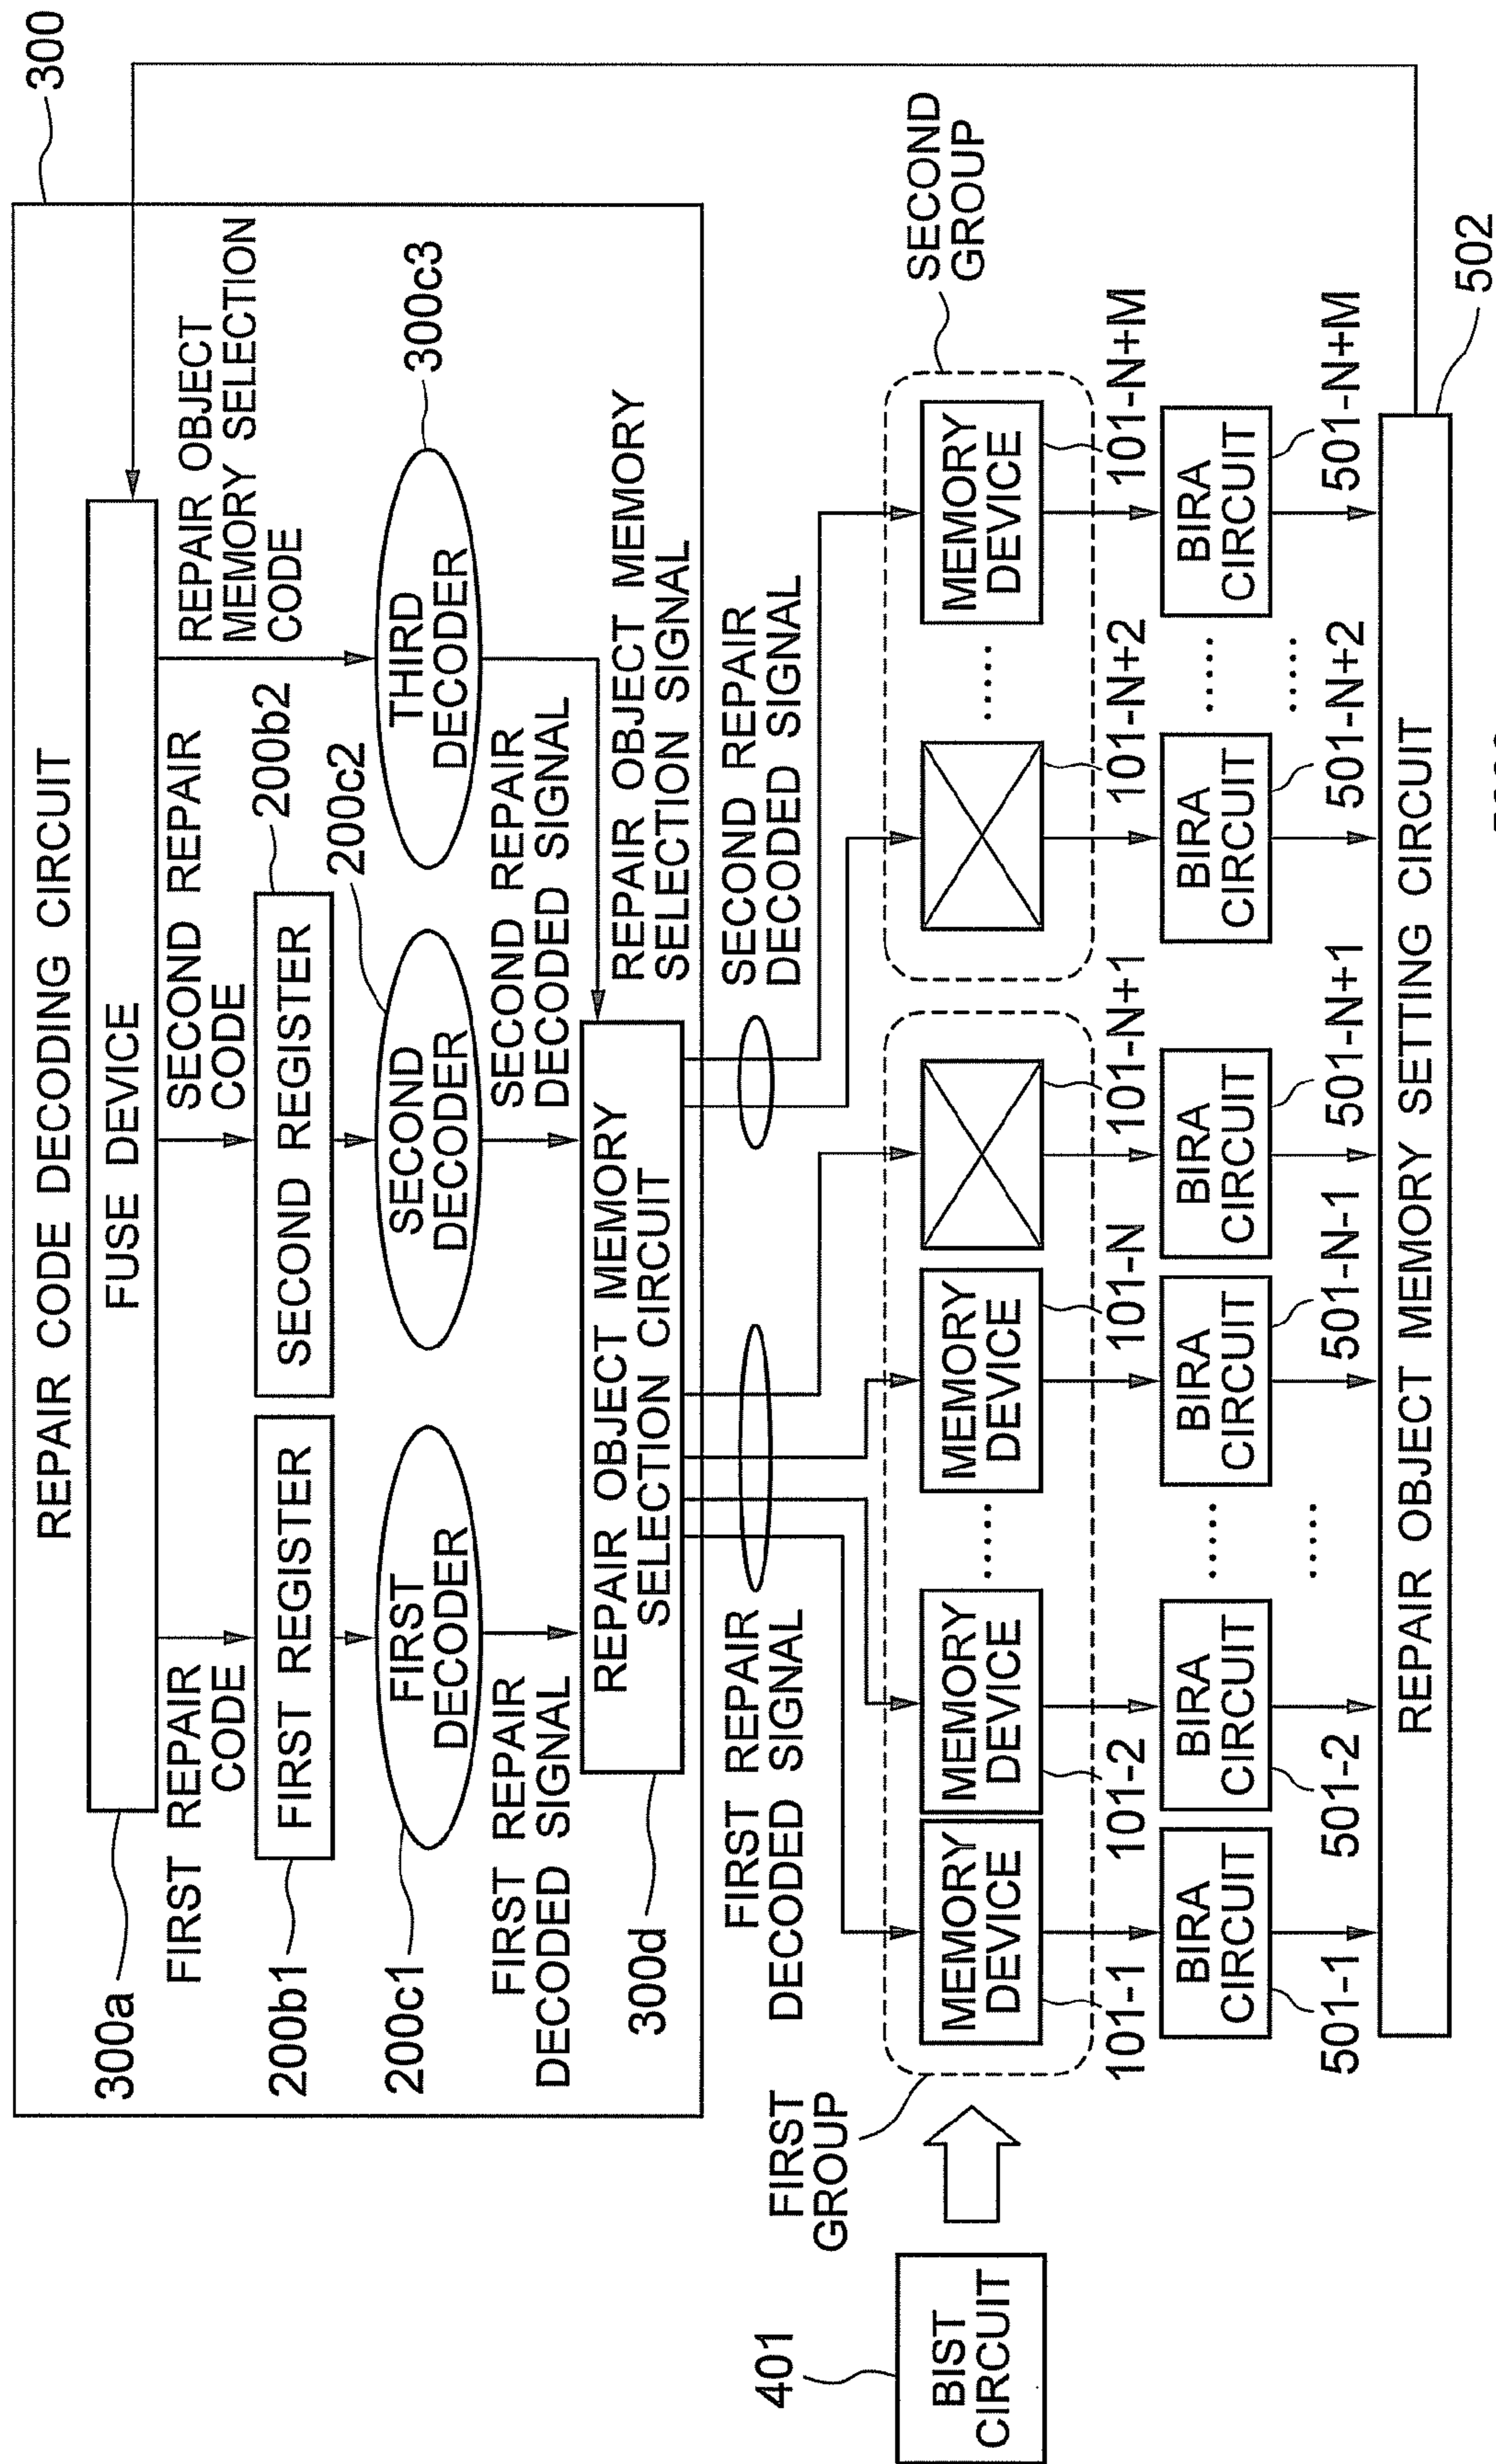 300
REPAIR CODE DECODING CIRCUIT
300a
FUSE DEVICE
FIRST REPAIR
CODE
SECOND REPAIR
CODE
REPAIR OBJECT
MEMORY SELECTION
CODE
200b1
FIRST REGISTER
SECOND REGISTER
200b2
200c1
FIRST
DECODER
SECOND
DECODER
200c2
THIRD
DECODER
300c3
FIRST REPAIR
DECODED SIGNAL
SECOND REPAIR
DECODED SIGNAL
300d
REPAIR OBJECT MEMORY
SELECTION CIRCUIT
REPAIR OBJECT MEMORY
SELECTION SIGNAL
FIRST REPAIR
DECODED SIGNAL
SECOND REPAIR
DECODED SIGNAL
401
BIST
CIRCUIT
FIRST
GROUP
SECOND
GROUP
MEMORY
DEVICE
MEMORY
DEVICE
.....
MEMORY
DEVICE
.....
MEMORY
DEVICE
101-1
101-2
101-N
101-N+1
101-N+2
101-N+M
BIRA
CIRCUIT
BIRA
CIRCUIT
.....
BIRA
CIRCUIT
BIRA
CIRCUIT
BIRA
CIRCUIT
.....
BIRA
CIRCUIT
501-1
501-2
.....
501-N-1
501-N+1
501-N+2
.....
501-N+M
REPAIR OBJECT MEMORY SETTING CIRCUIT
502